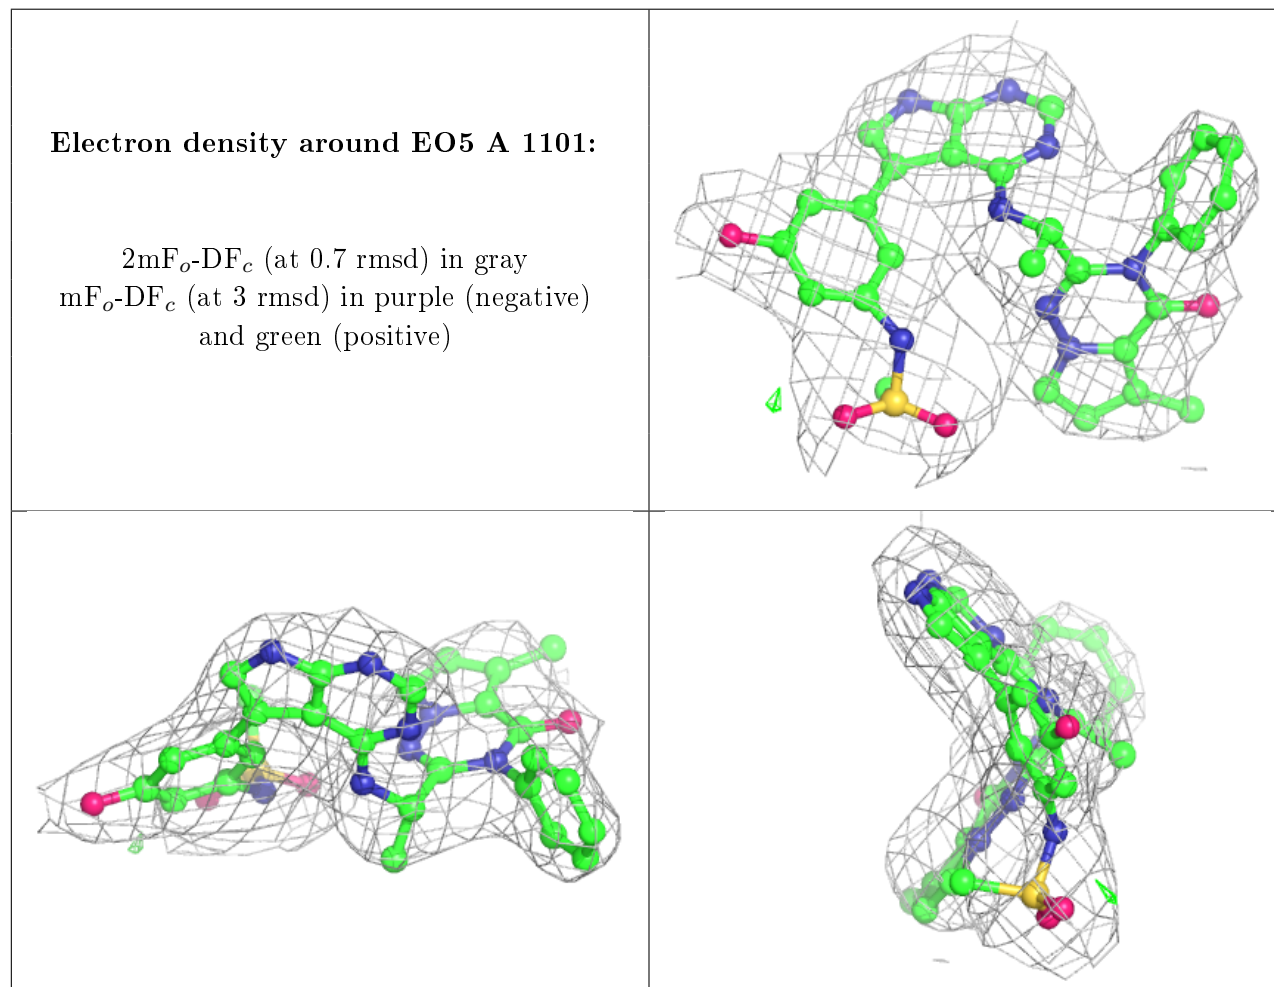 Electron density around EO5 A 1101:
2mFₒ-DF𝑐 (at 0.7 rmsd) in gray
mFₒ-DF𝑐 (at 3 rmsd) in purple (negative)
and green (positive)